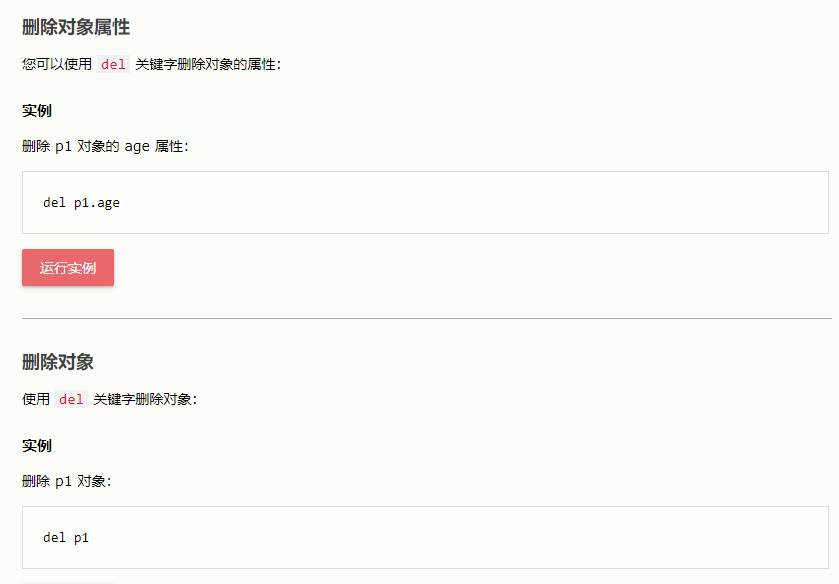 删除对象属性
您可以使用 del 关键字删除对象的属性：
实例
删除 p1 对象的 age 属性：
del p1.age
运行实例
删除对象
使用 del 关键字删除对象：
实例
删除 p1 对象：
del p1